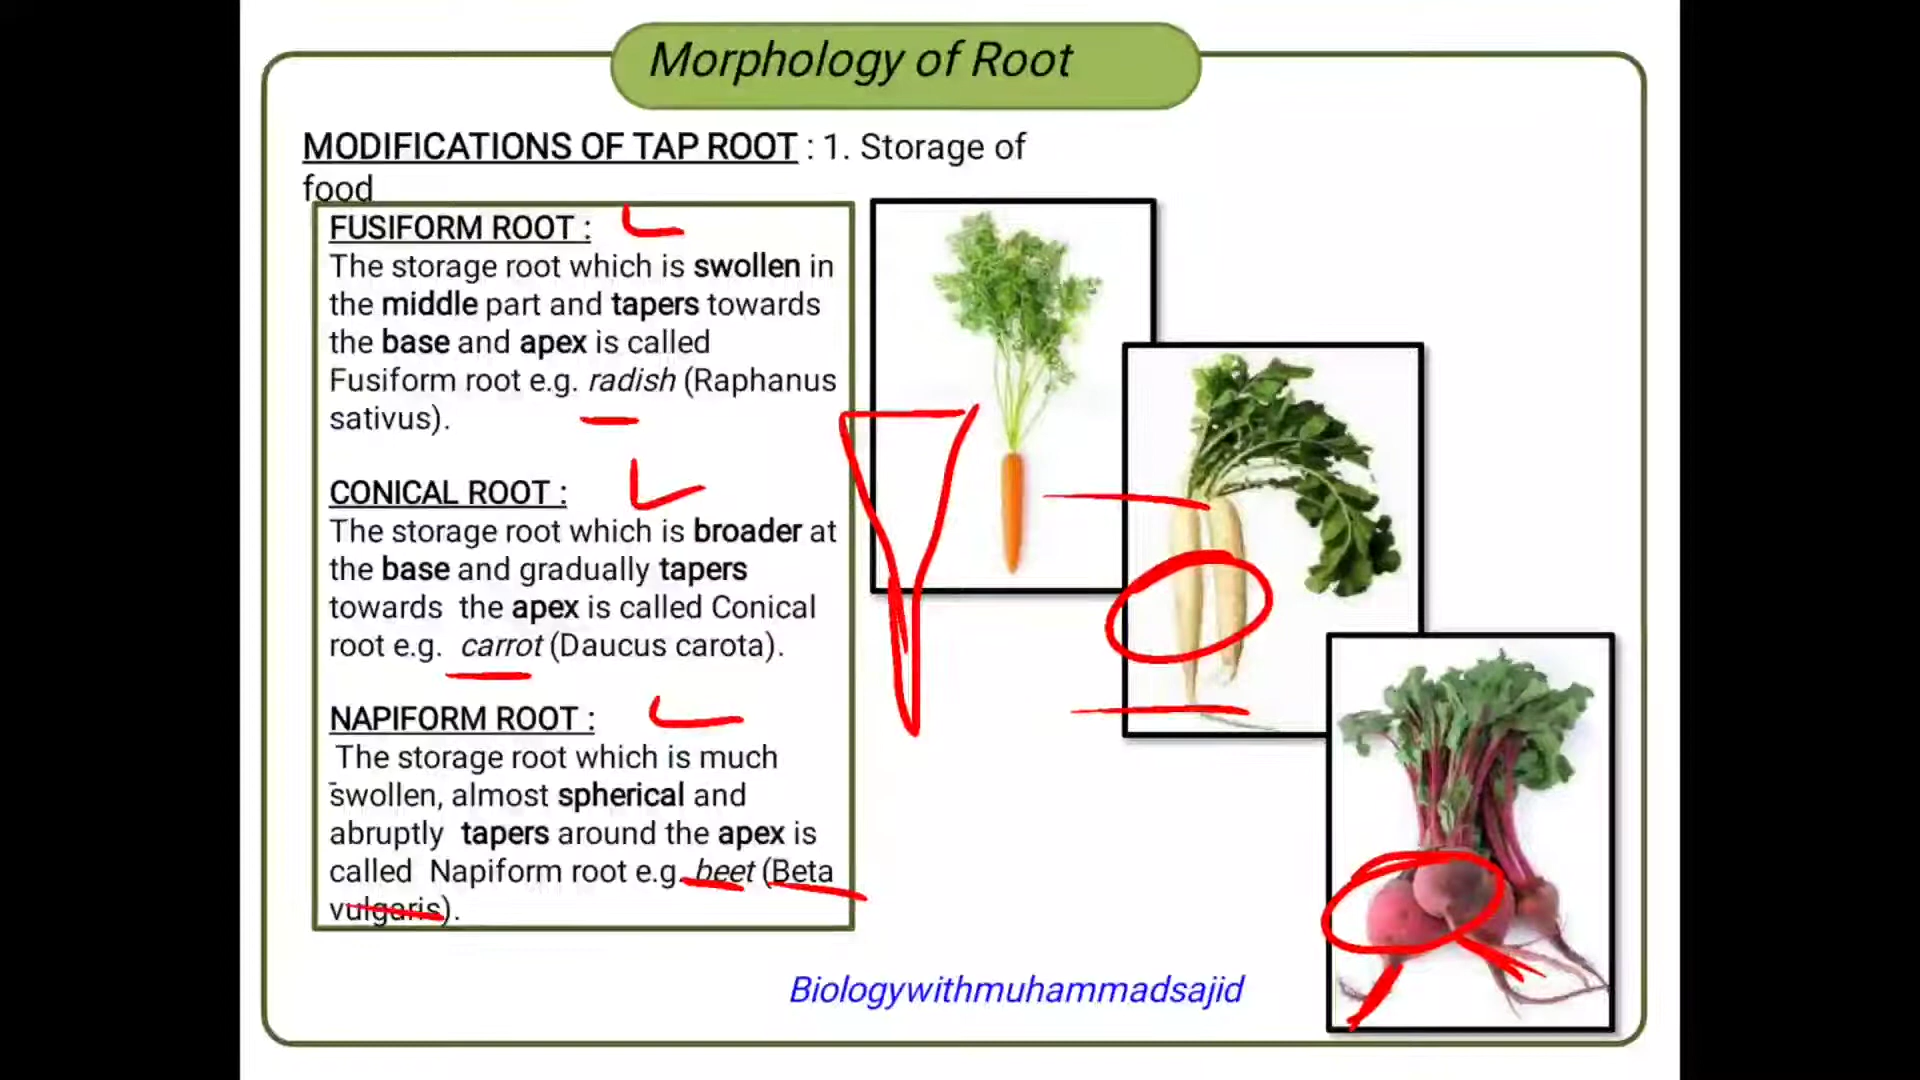 Morphology of Root
MODIFICATIONS OF TAP ROOT : 1. Storage of
food
FUSIFORM ROOT :
The storage root which is swollen in
the middle part and tapers towards
the base and apex is called
Fusiform root e.g. radish (Raphanus
sativus).
CONICAL ROOT :
The storage root which is broader at
the base and gradually tapers
towards the apex is called Conical
root e.g. carrot (Daucus carota).
NAPIFORM ROOT :
The storage root which is much
swollen, almost spherical and
abruptly tapers around the apex is
called Napiform root e.g. beet (Beta
vulgaris).
Biologywithmuhammadsajid